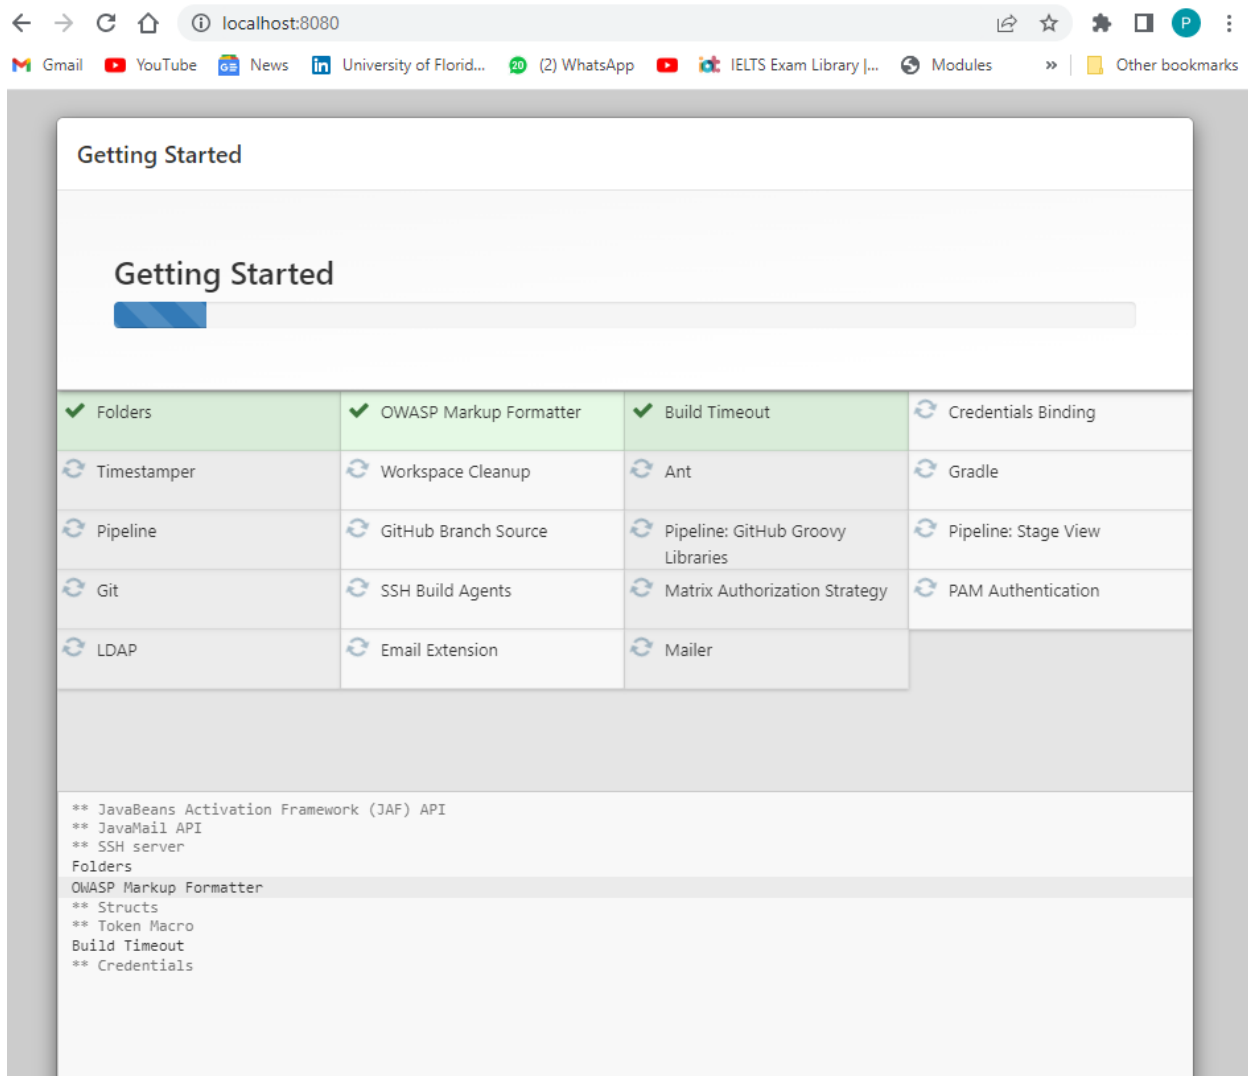 localhost:8080
P
Gmail YouTube News University of Florid... (2) WhatsApp IELTS Exam Library |... Modules » Other bookmarks
Getting Started
Getting Started
Folders OWASP Markup Formatter Build Timeout Credentials Binding
Timestamper Workspace Cleanup Ant Gradle
Pipeline GitHub Branch Source Pipeline: GitHub Groovy Libraries Pipeline: Stage View
Git SSH Build Agents Matrix Authorization Strategy PAM Authentication
LDAP Email Extension Mailer
** JavaBeans Activation Framework (JAF) API
** JavaMail API
** SSH server
Folders
OWASP Markup Formatter
** Structs
** Token Macro
Build Timeout
** Credentials